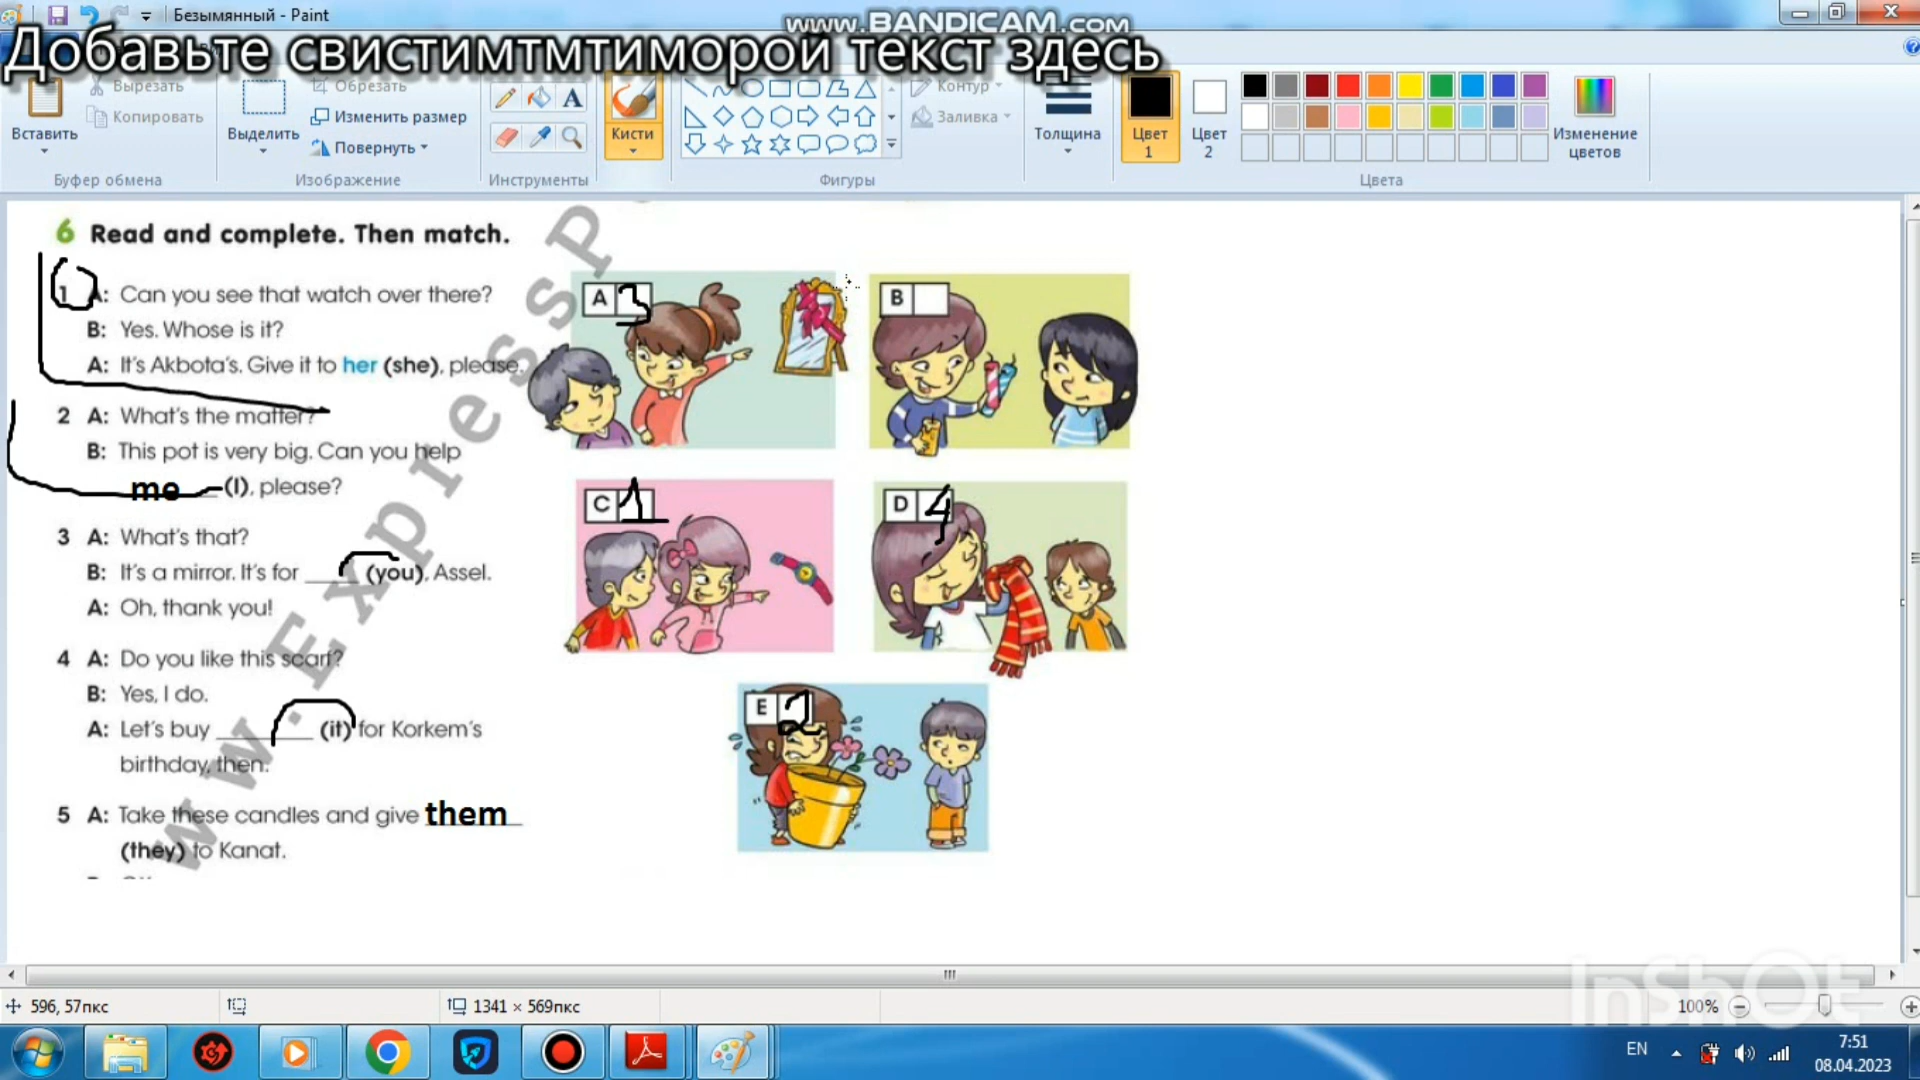 Безымянный - Paint
www.BANDICAM.com
Добавьте свистимтмтиморой текст здесь
Вставить
Вырезать
Копировать
Буфер обмена
Выделить
Обрезать
Изменить размер
Повернуть
Изображение
Инструменты
Кисти
Контур
Заливка
Фигуры
Толщина
Цвет 1
Цвет 2
Изменение цветов
Цвета
6 Read and complete. Then match.
1 A: Can you see that watch over there?
B: Yes. Whose is it?
A: It's Akbota's. Give it to her (she), please.
2 A: What's the matter?
B: This pot is very big. Can you help
me (I), please?
3 A: What's that?
B: It's a mirror. It's for ____ (you), Assel.
A: Oh, thank you!
4 A: Do you like this scarf?
B: Yes, I do.
A: Let's buy ____ (it) for Korkem's
birthday, then.
5 A: Take these candles and give them
(they) to Kanat.
A 3
B
C 1
D 4
E 2
www.ExpressP
InShOt
596, 57пкс
1341 × 569пкс
100%
EN
7:51
08.04.2023